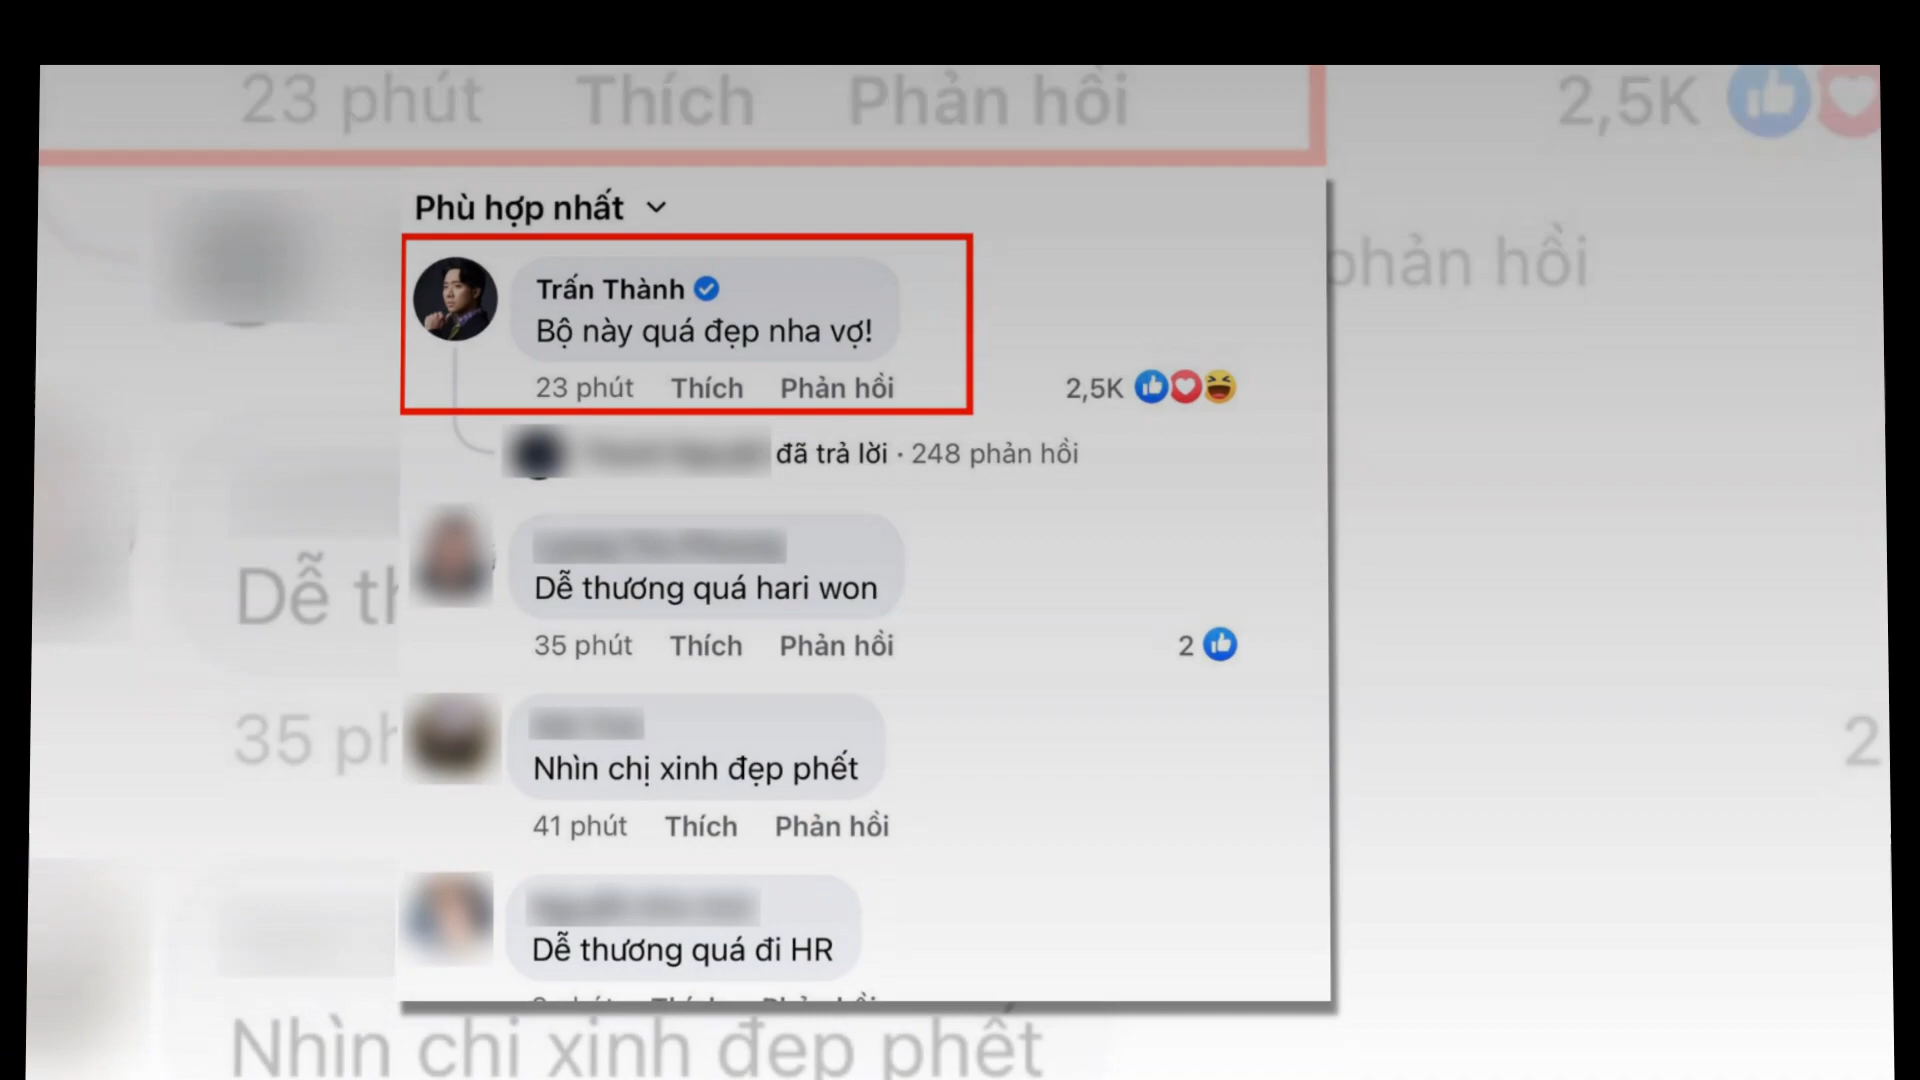 23 phút Thích Phản hồi 2,5K
Phù hợp nhất
Trấn Thành
Bộ này quá đẹp nha vợ!
23 phút Thích Phản hồi 2,5K
đã trả lời · 248 phản hồi
phản hồi
Dễ thương quá hari won
35 phút Thích Phản hồi 2
Dễ th
Nhìn chị xinh đẹp phết
41 phút Thích Phản hồi
35 ph 2
Dễ thương quá đi HR
Thích Phản hồi
Nhìn chị xinh đẹp phết